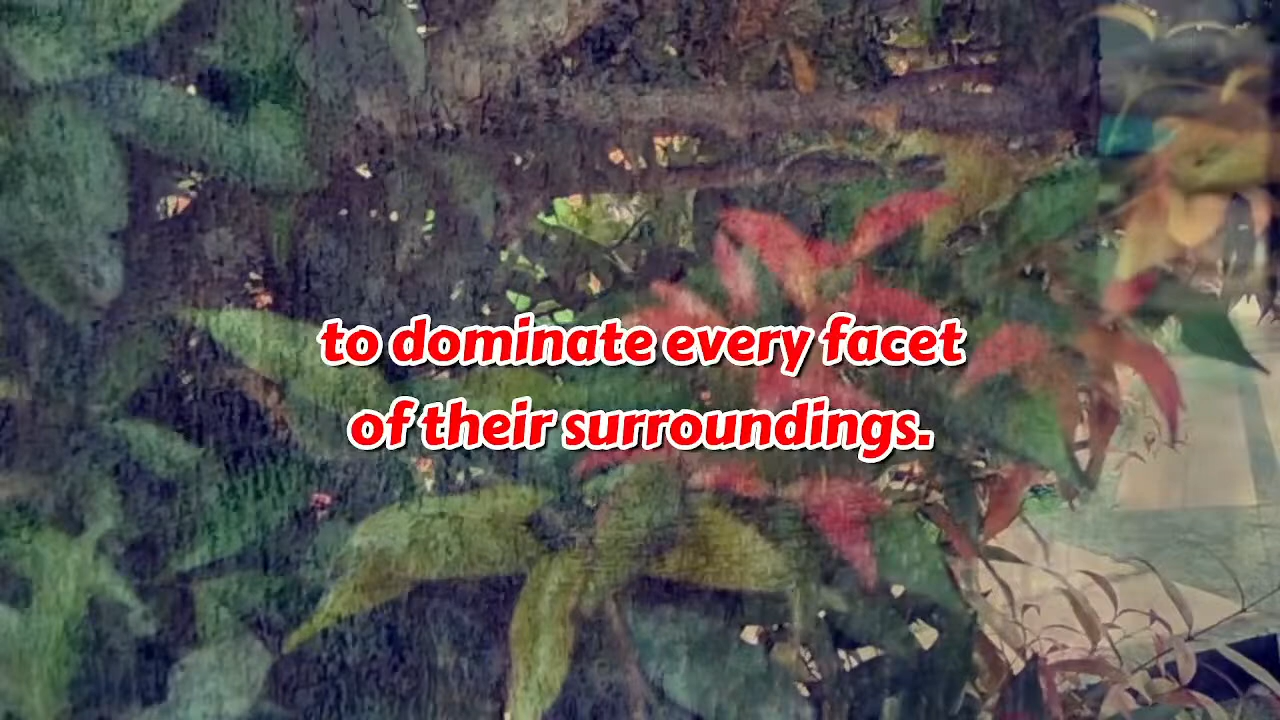 to dominate every facet
of their surroundings.